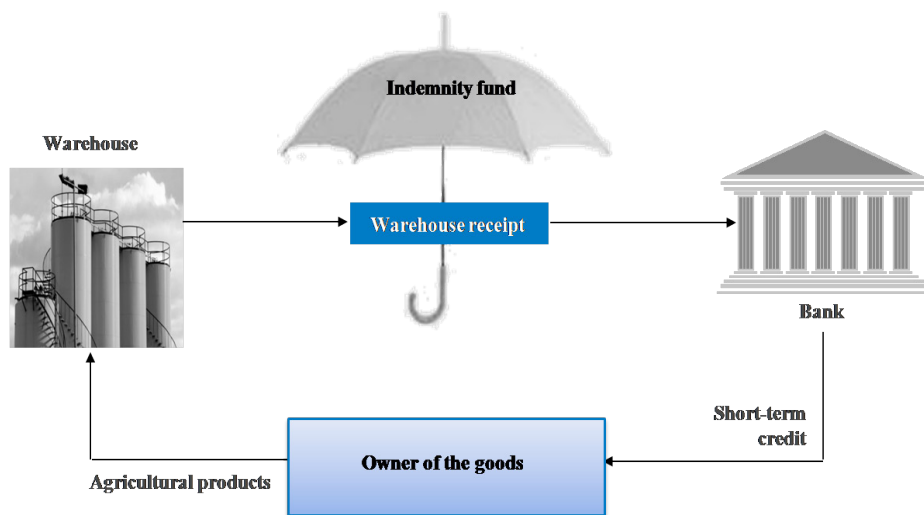 Indemnity fund
Warehouse
Warehouse receipt
Bank
Short-term
credit
Owner of the goods
Agricultural products